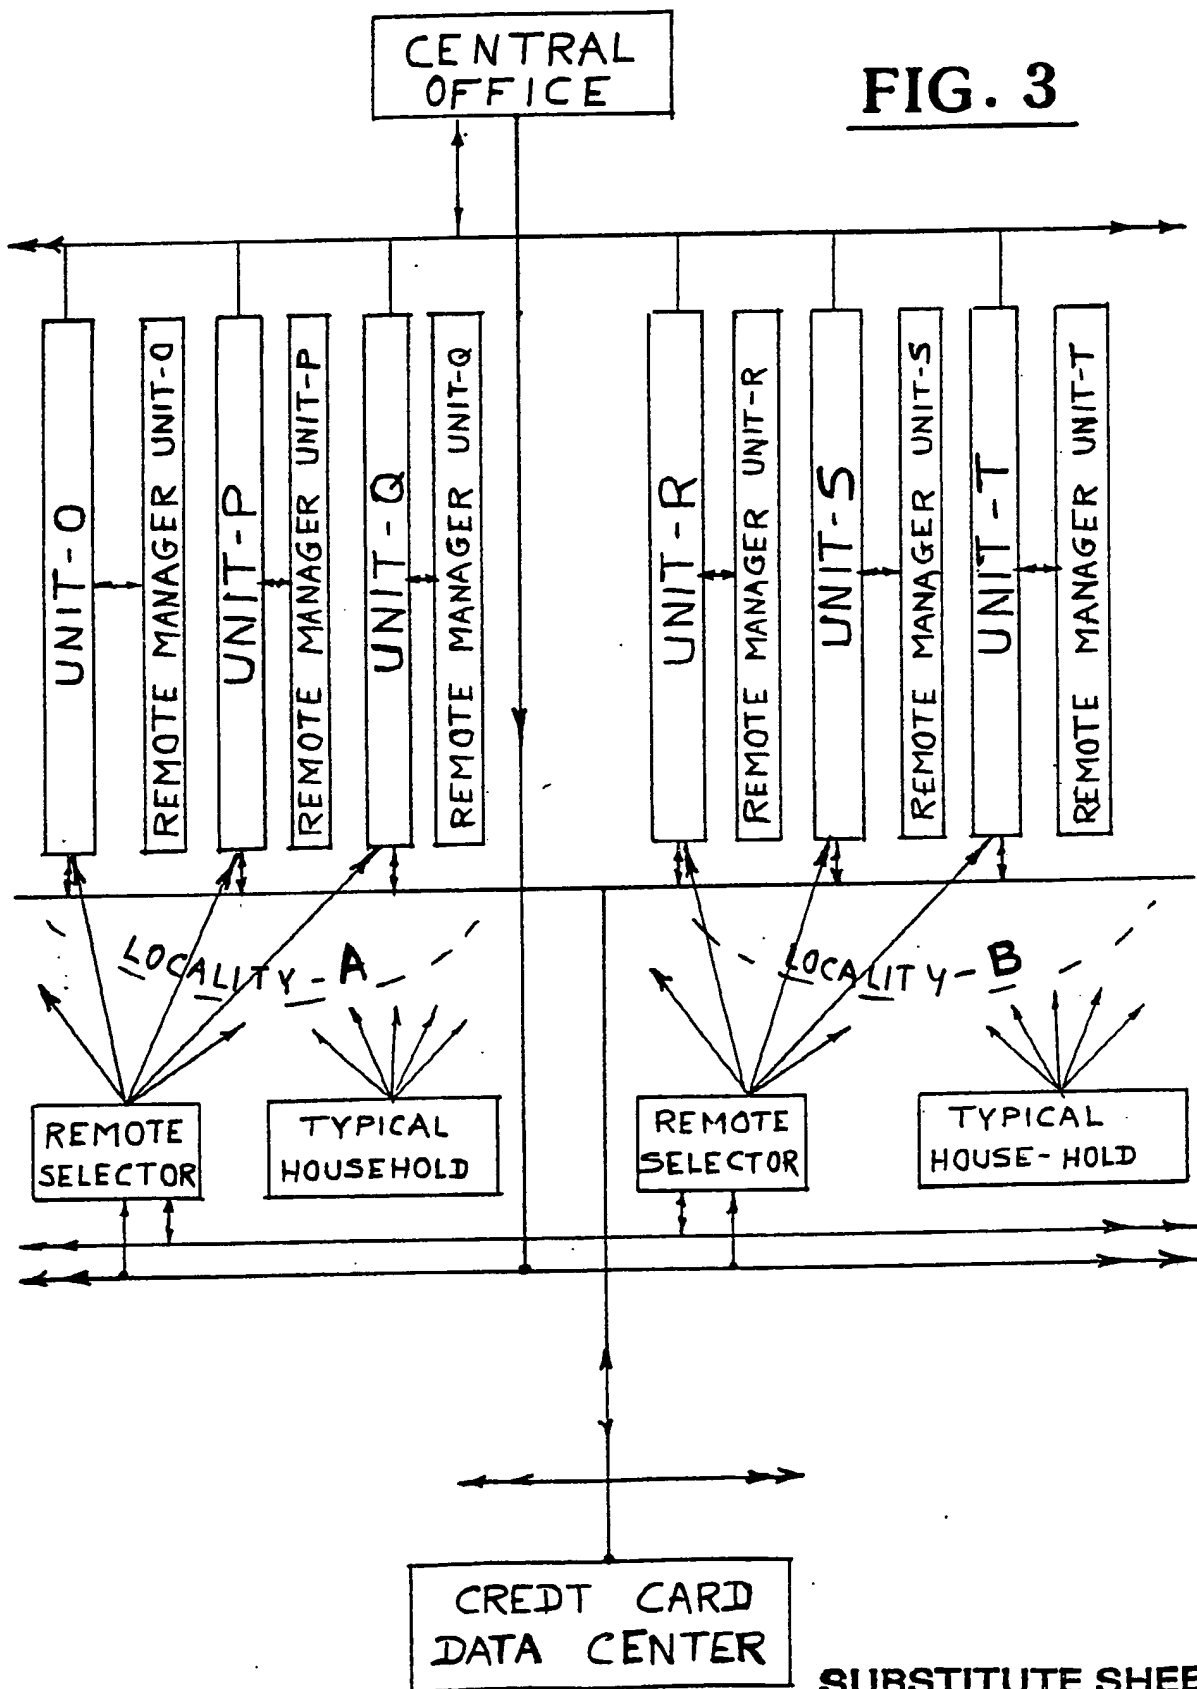 CENTRAL
OFFICE
FIG. 3
UNIT-O
REMOTE MANAGER UNIT-O
UNIT-P
REMOTE MANAGER UNIT-P
UNIT-Q
REMOTE MANAGER UNIT-Q
UNIT-R
REMOTE MANAGER UNIT-R
UNIT-S
REMOTE MANAGER UNIT-S
UNIT-T
REMOTE MANAGER UNIT-T
LOCALITY-A
LOCALITY-B
REMOTE
SELECTOR
TYPICAL
HOUSEHOLD
REMOTE
SELECTOR
TYPICAL
HOUSE-HOLD
CREDT CARD
DATA CENTER
SUBSTITUTE SHEE